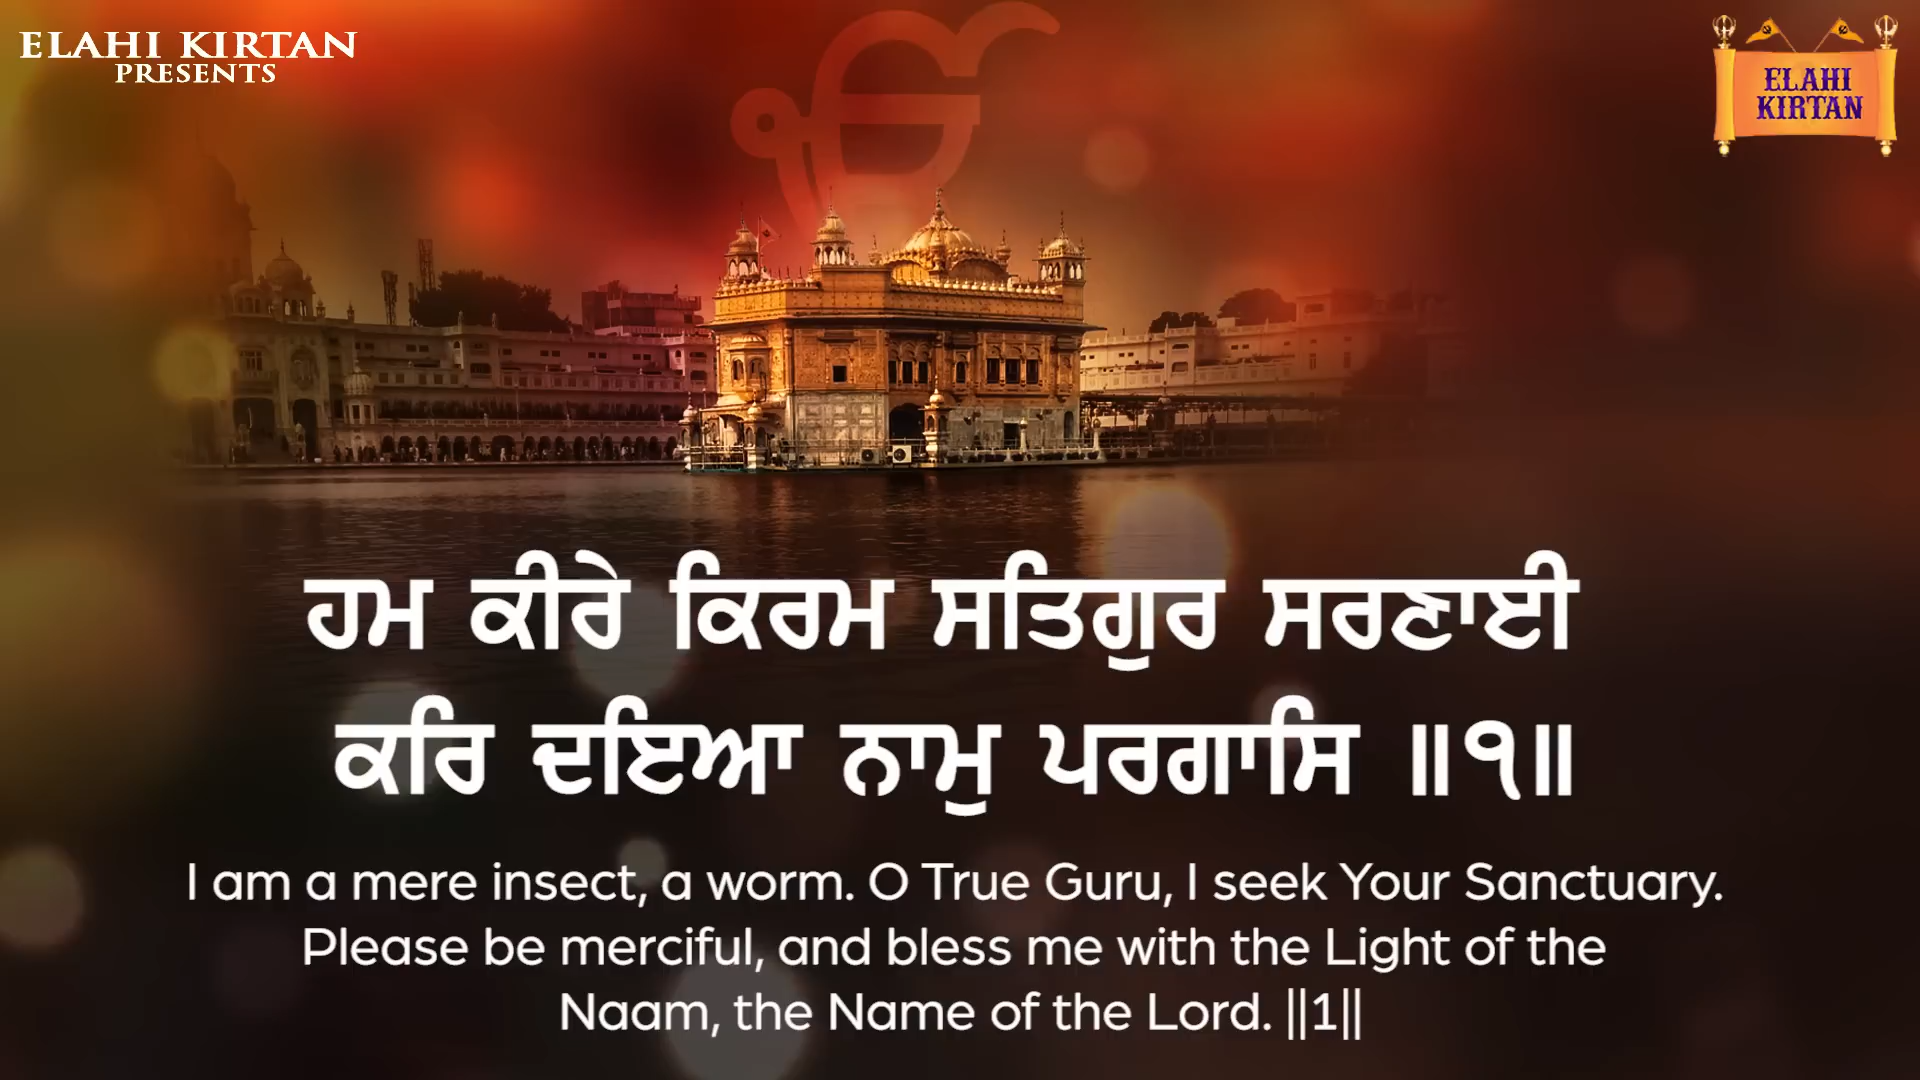 ELAHI KIRTAN
PRESENTS
ELAHI
KIRTAN
ਹਮ ਕੀਰੇ ਕਿਰਮ ਸਤਿਗੁਰ ਸਰਣਾਈ
ਕਰਿ ਦਇਆ ਨਾਮੁ ਪਰਗਾਸਿ ॥੧॥
I am a mere insect, a worm. O True Guru, I seek Your Sanctuary.
Please be merciful, and bless me with the Light of the
Naam, the Name of the Lord. ||1||